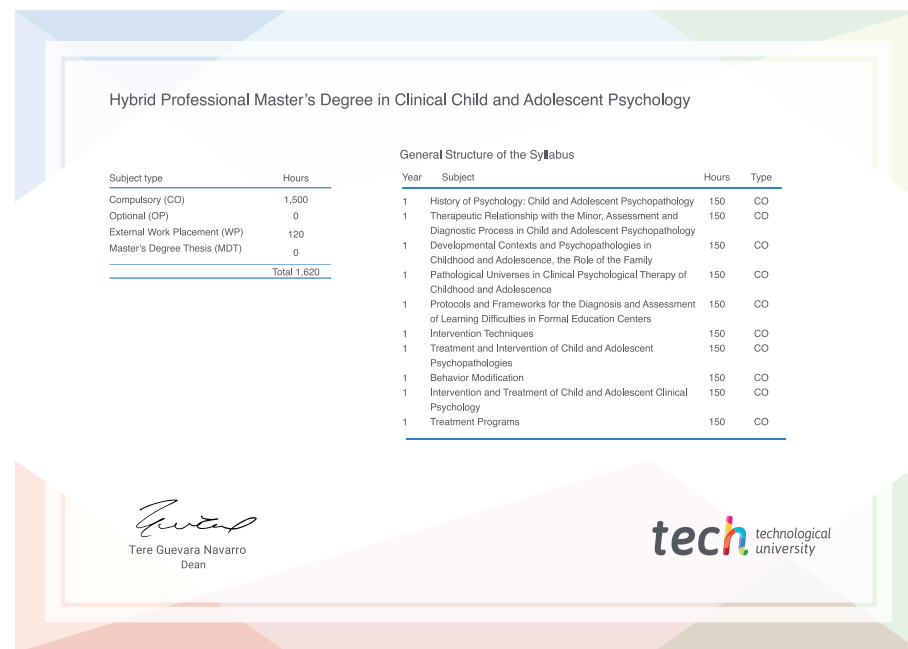 Hybrid Professional Master's Degree in Clinical Child and Adolescent Psychology
Subject type Hours
Compulsory (CO) 1,500
Optional (OP) 0
External Work Placement (WP) 120
Master's Degree Thesis (MDT) 0
Total 1,620
General Structure of the Syllabus
Year Subject Hours Type
1 History of Psychology: Child and Adolescent Psychopathology 150 CO
1 Therapeutic Relationship with the Minor, Assessment and 150 CO
Diagnostic Process in Child and Adolescent Psychopathology
1 Developmental Contexts and Psychopathologies in 150 CO
Childhood and Adolescence, the Role of the Family
1 Pathological Universes in Clinical Psychological Therapy of 150 CO
Childhood and Adolescence
1 Protocols and Frameworks for the Diagnosis and Assessment 150 CO
of Learning Difficulties in Formal Education Centers
1 Intervention Techniques 150 CO
1 Treatment and Intervention of Child and Adolescent 150 CO
Psychopathologies
1 Behavior Modification 150 CO
1 Intervention and Treatment of Child and Adolescent Clinical 150 CO
Psychology
1 Treatment Programs 150 CO
Tere Guevara Navarro
Dean
tech technological
university